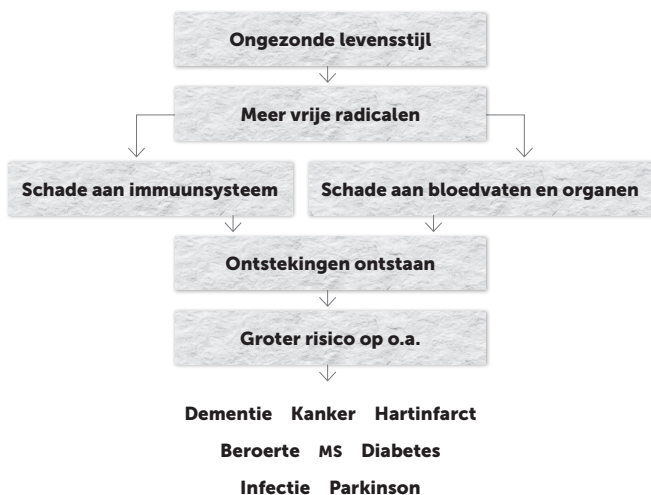 Ongezonde levensstijl
Meer vrije radicalen
Schade aan immuunsysteem
Schade aan bloedvaten en organen
Ontstekingen ontstaan
Groter risico op o.a.
Dementie Kanker Hartinfarct
Beroerte MS Diabetes
Infectie Parkinson